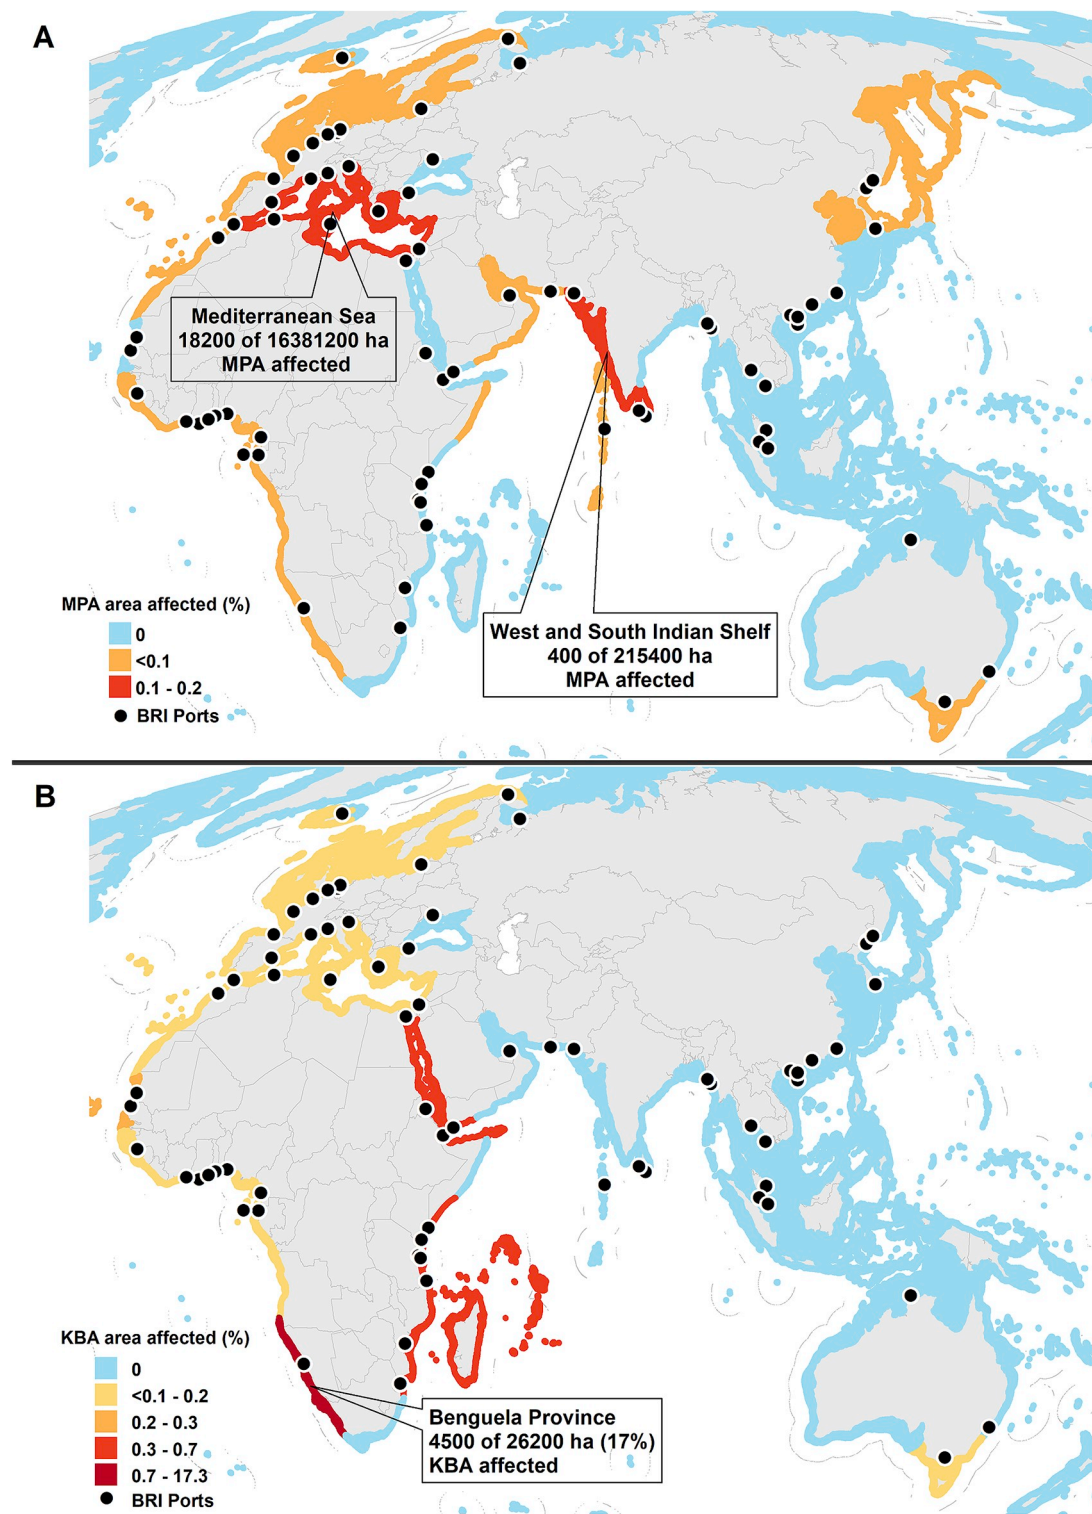 A
Mediterranean Sea
18200 of 16381200 ha
MPA affected
MPA area affected (%)
0
<0.1
0.1 - 0.2
BRI Ports
West and South Indian Shelf
400 of 215400 ha
MPA affected
B
KBA area affected (%)
0
<0.1 - 0.2
0.2 - 0.3
0.3 - 0.7
0.7 - 17.3
BRI Ports
Benguela Province
4500 of 26200 ha (17%)
KBA affected